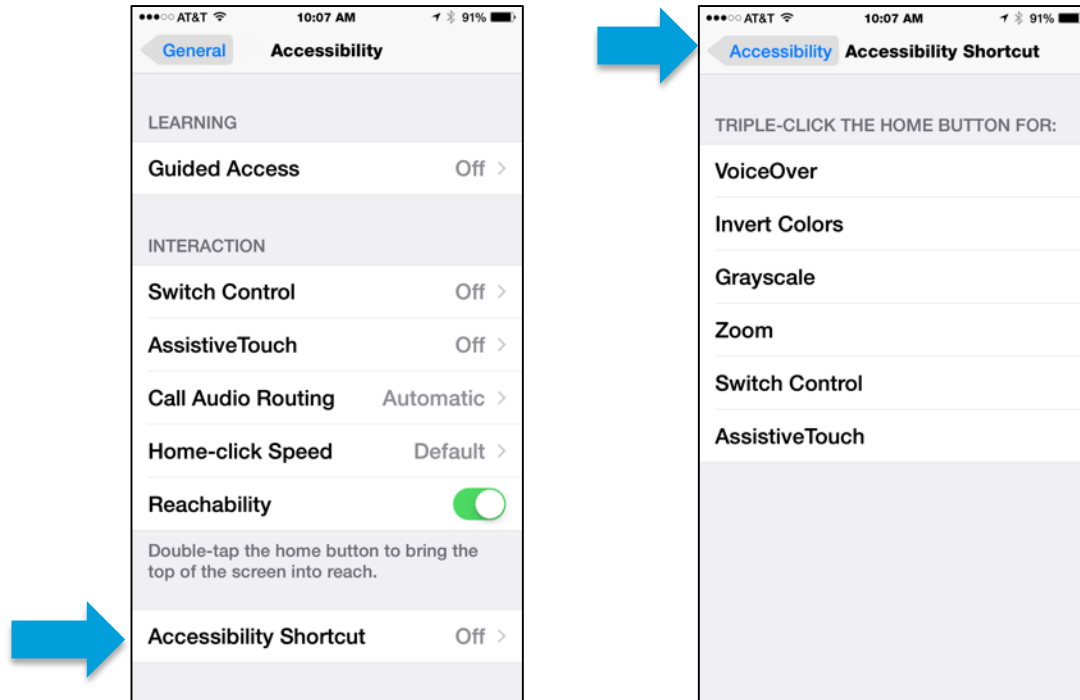 AT&T 10:07 AM 91%
General Accessibility
LEARNING
Guided Access Off
INTERACTION
Switch Control Off
AssistiveTouch Off
Call Audio Routing Automatic
Home-click Speed Default
Reachability
Double-tap the home button to bring the
top of the screen into reach.
Accessibility Shortcut Off
AT&T 10:07 AM 91%
Accessibility Accessibility Shortcut
TRIPLE-CLICK THE HOME BUTTON FOR:
VoiceOver
Invert Colors
Grayscale
Zoom
Switch Control
AssistiveTouch